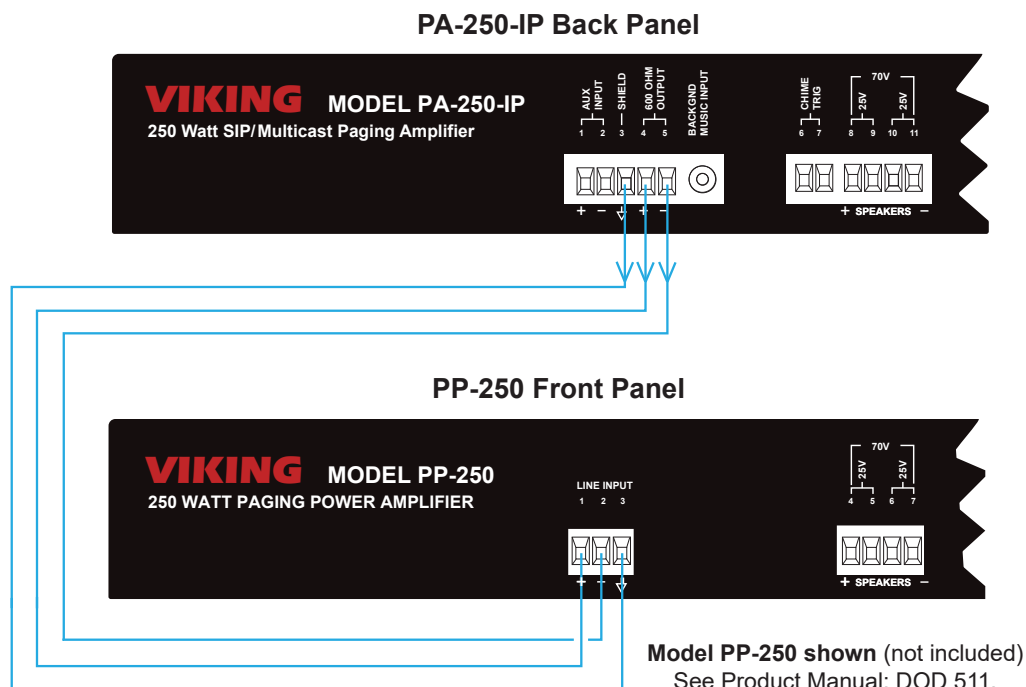 PA-250-IP Back Panel
VIKING MODEL PA-250-IP
250 Watt SIP/Multicast Paging Amplifier
AUX INPUT
SHIELD
600 OHM OUTPUT
BACKGND MUSIC INPUT
1 2 3 4 5
+ − + −
CHIME TRIG
70V
25V 25V
6 7 8 9 10 11
+ SPEAKERS −
PP-250 Front Panel
VIKING MODEL PP-250
250 WATT PAGING POWER AMPLIFIER
LINE INPUT
1 2 3
+ −
70V
25V 25V
4 5 6 7
+ SPEAKERS −
Model PP-250 shown (not included)
See Product Manual: DOD 511.